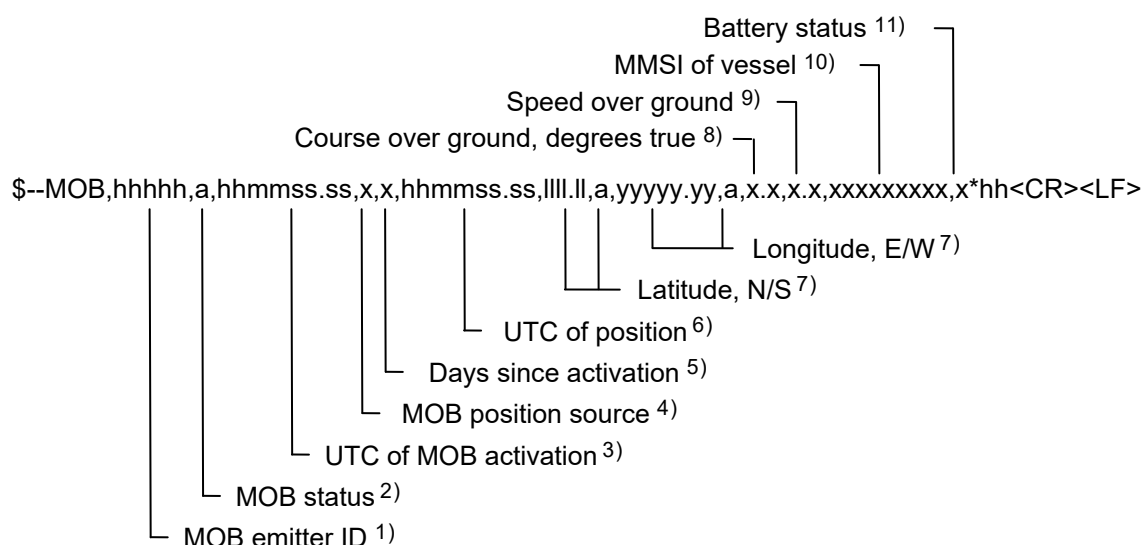 Battery status 11)
MMSI of vessel 10)
Speed over ground 9)
Course over ground, degrees true 8)
$--MOB,hhhhh,a,hhmmss.ss,x,x,hhmmss.ss,llll.ll,a,yyyyy.yy,a,x.x,x.x,xxxxxxxxx,x*hh<CR><LF>
Longitude, E/W 7)
Latitude, N/S 7)
UTC of position 6)
Days since activation 5)
MOB position source 4)
UTC of MOB activation 3)
MOB status 2)
MOB emitter ID 1)